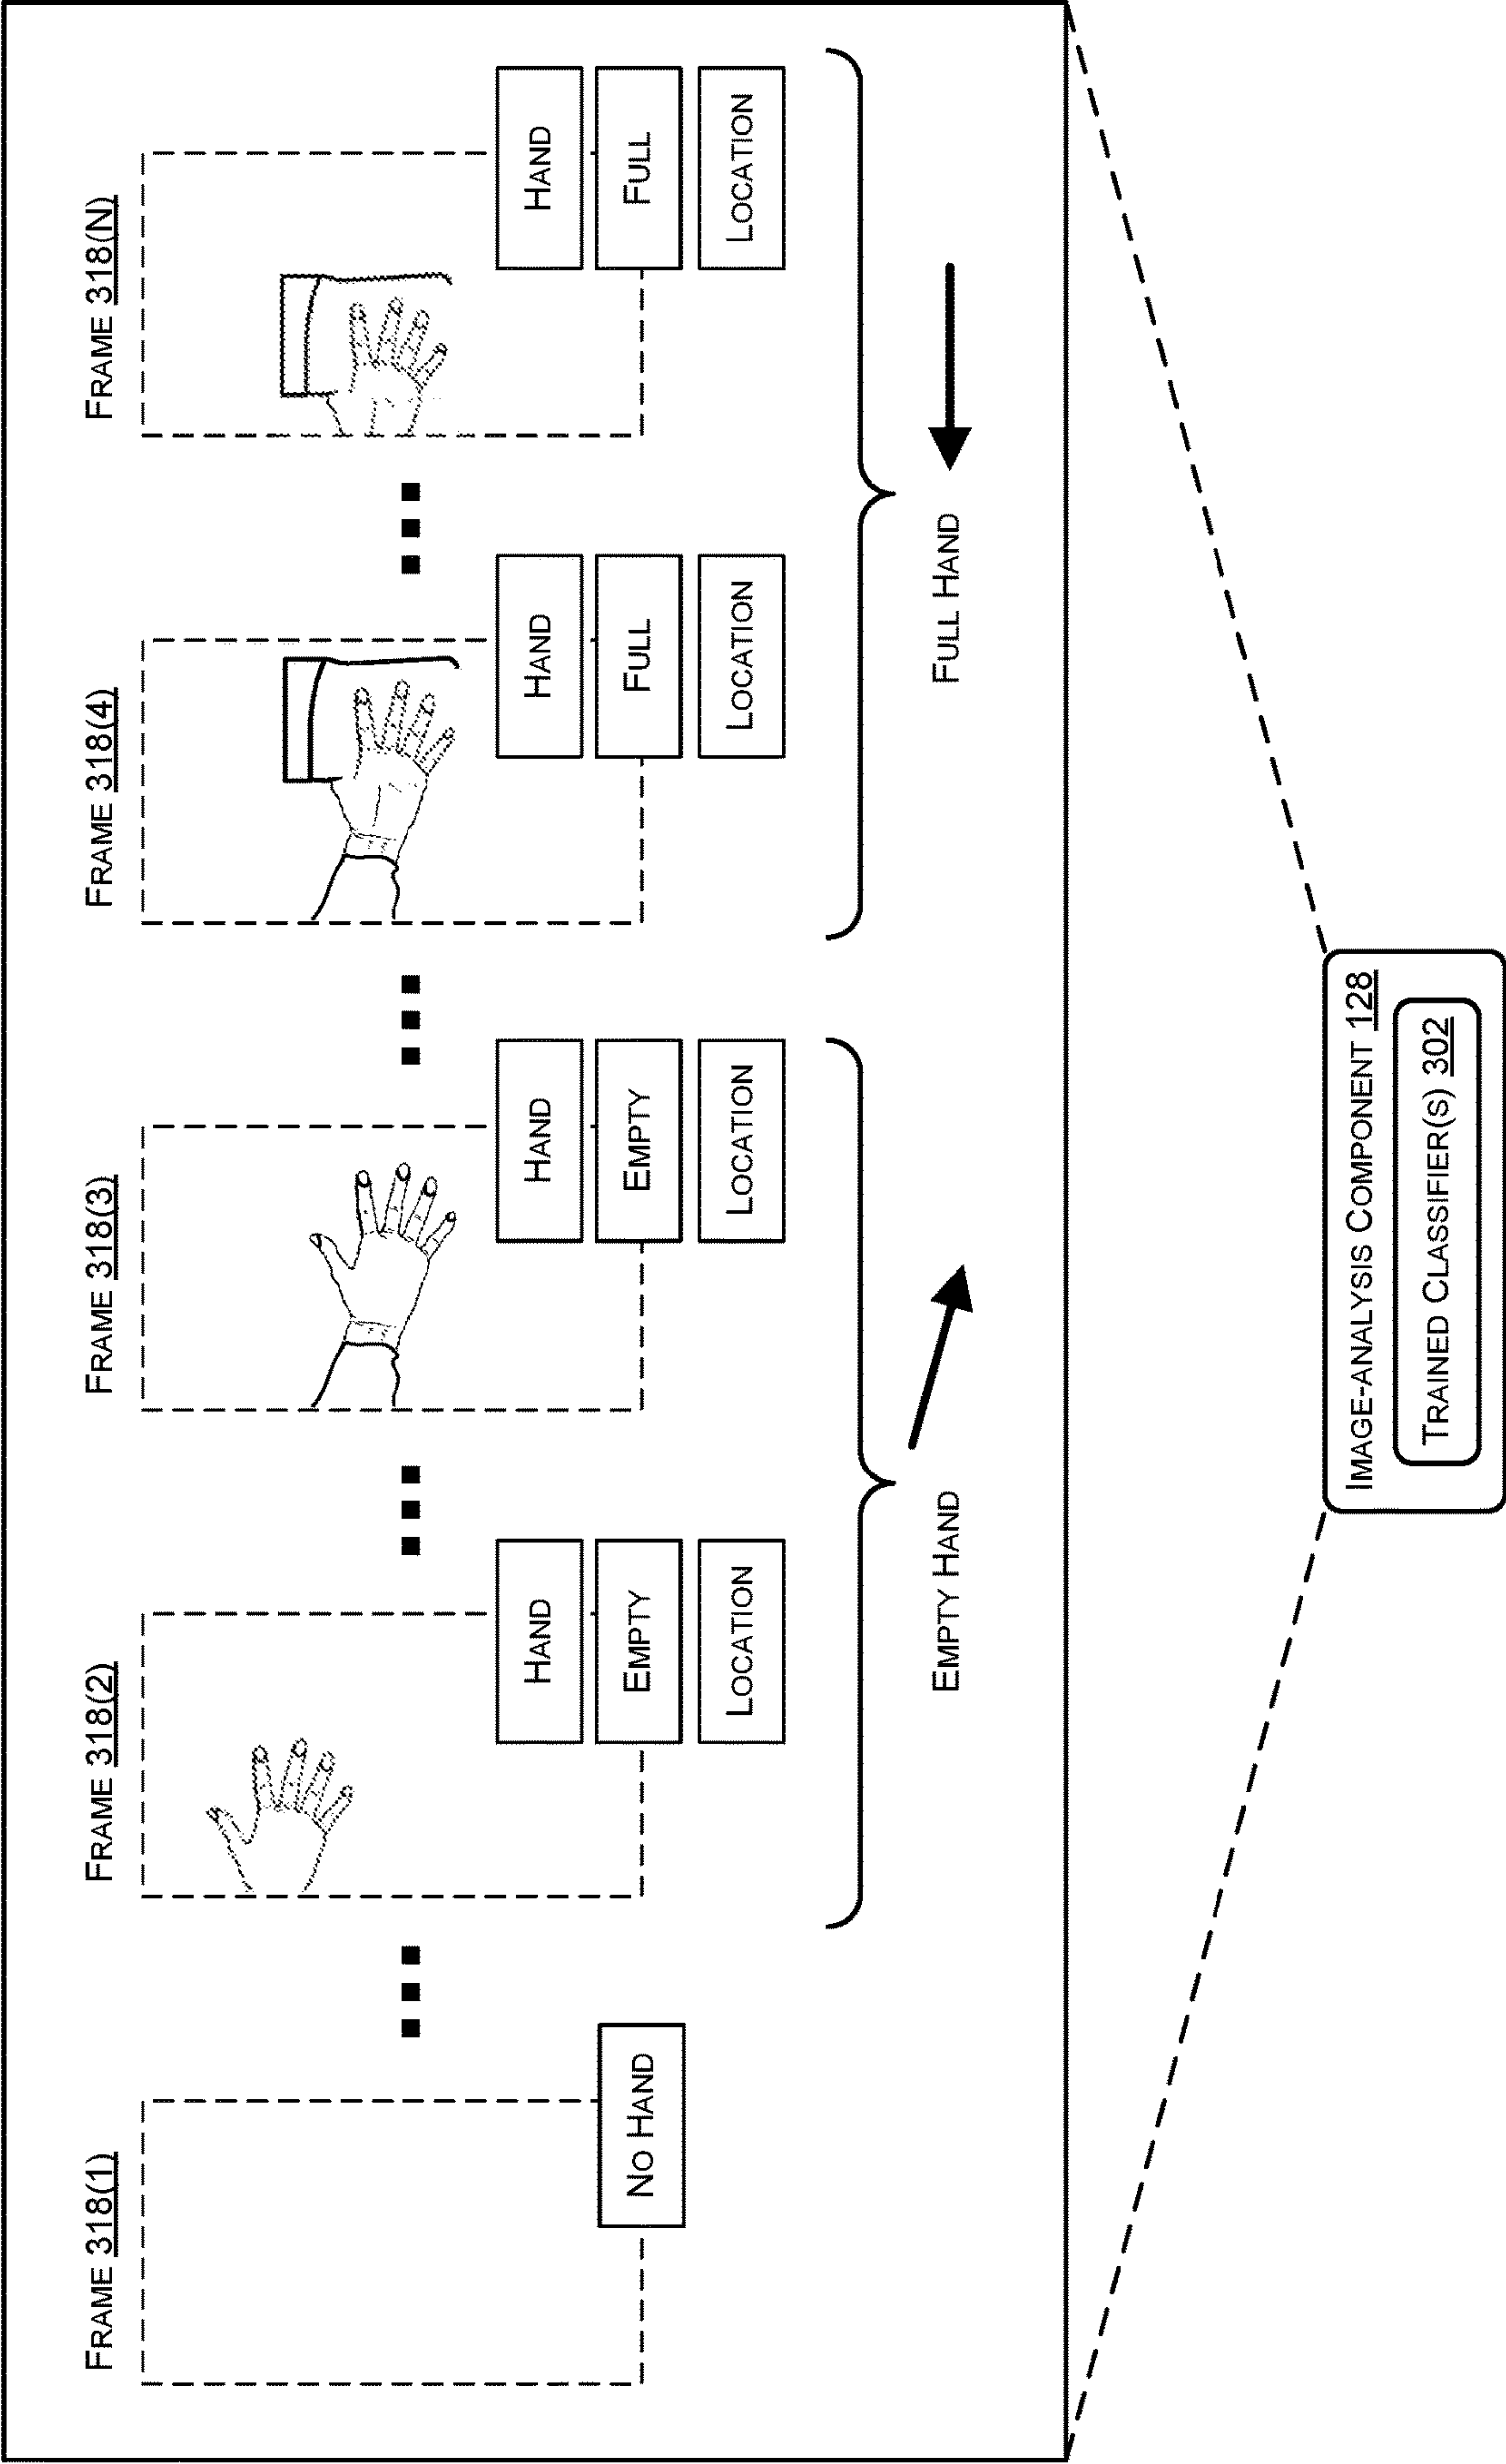 FRAME 318(1)
NO HAND
FRAME 318(2)
HAND
EMPTY
LOCATION
FRAME 318(3)
HAND
EMPTY
LOCATION
EMPTY HAND
FRAME 318(4)
HAND
FULL
LOCATION
FRAME 318(N)
HAND
FULL
LOCATION
FULL HAND
IMAGE-ANALYSIS COMPONENT 128
TRAINED CLASSIFIER(S) 302